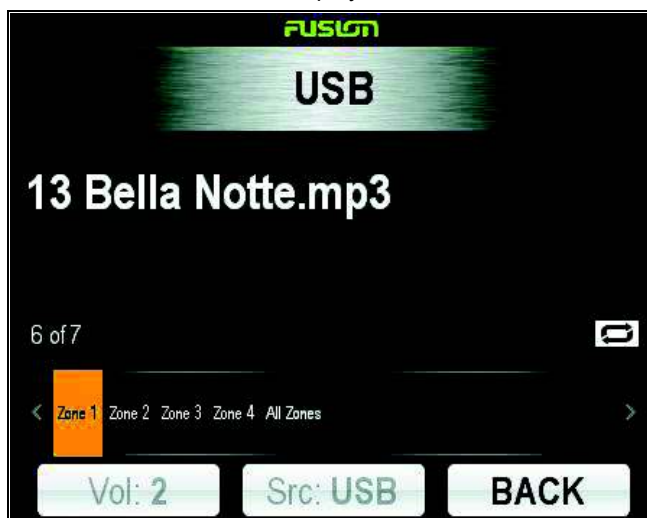 FUSION
USB
13 Bella Notte.mp3
6 of 7
< Zone 1 Zone 2 Zone 3 Zone 4 All Zones >
Vol: 2 Src: USB BACK